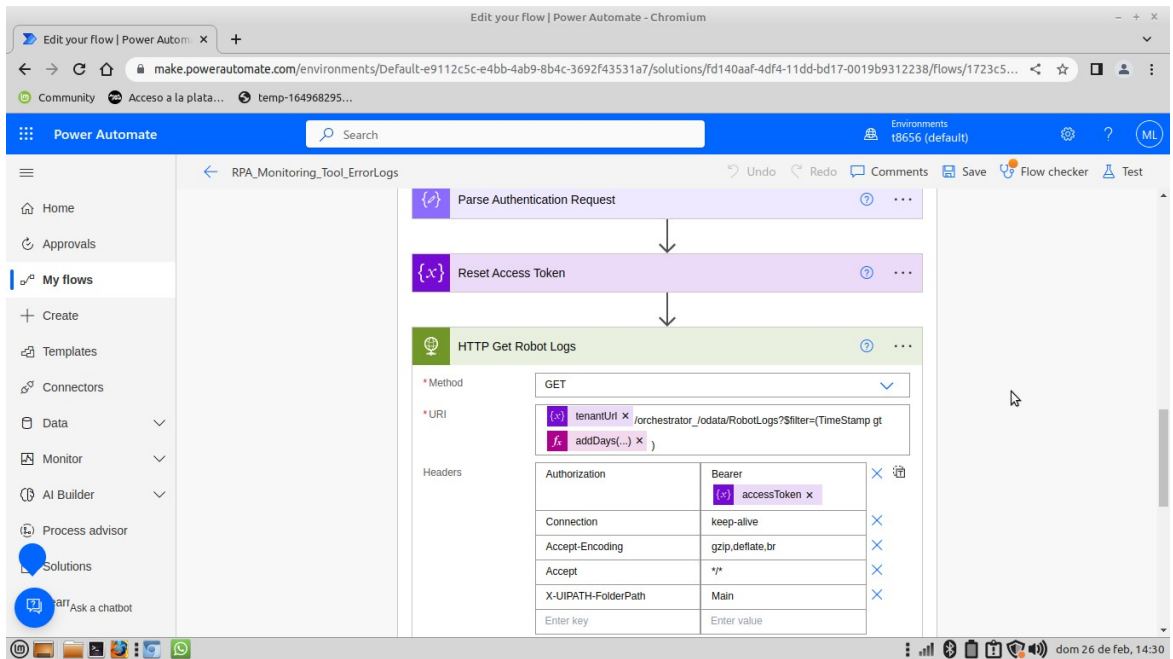 Edit your flow | Power Automate - Chromium
Edit your flow | Power Autom
make.powerautomate.com/environments/Default-e9112c5c-e4bb-4ab9-8b4c-3692f43531a7/solutions/fd140aaf-4df4-11dd-bd17-0019b9312238/flows/1723c5...
Community Acceso a la plata... temp-164968295...
Power Automate
Search
Environments
t8656 (default)
? ML
RPA_Monitoring_Tool_ErrorLogs
Undo Redo Comments Save Flow checker Test
Home
Approvals
My flows
Create
Templates
Connectors
Data
Monitor
AI Builder
Process advisor
Solutions
Ask a chatbot
Parse Authentication Request
{x} Reset Access Token
HTTP Get Robot Logs
* Method GET
* URI {x} tenantUrl × /orchestrator_/odata/RobotLogs?$filter=(TimeStamp gt
fx addDays(...) × )
Headers
Authorization Bearer
{x} accessToken ×
Connection keep-alive
Accept-Encoding gzip,deflate,br
Accept */*
X-UIPATH-FolderPath Main
Enter key Enter value
dom 26 de feb, 14:30